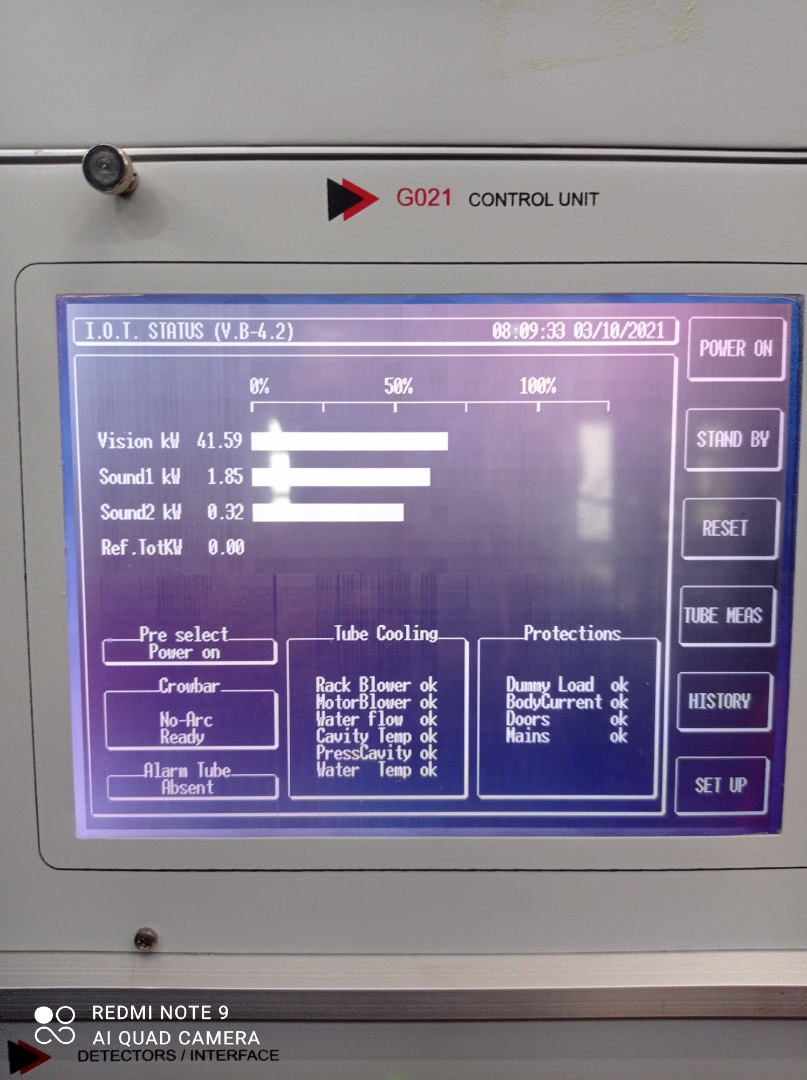 G021 CONTROL UNIT
I.O.T. STATUS (V.B-4.2) 08:09:33 03/10/2021
0% 50% 100%
Vision kW 41.59
Sound1 kW 1.85
Sound2 kW 0.32
Ref.TotKW 0.00
POWER ON
STAND BY
RESET
TUBE MEAS
HISTORY
SET UP
Pre select
Power on
Crowbar
No-Arc
Ready
Alarm Tube
Absent
Tube Cooling
Rack Blower ok
MotorBlower ok
Water flow ok
Cavity Temp ok
PressCavity ok
Water Temp ok
Protections
Dummy Load ok
BodyCurrent ok
Doors ok
Mains ok
REDMI NOTE 9
AI QUAD CAMERA
DETECTORS / INTERFACE